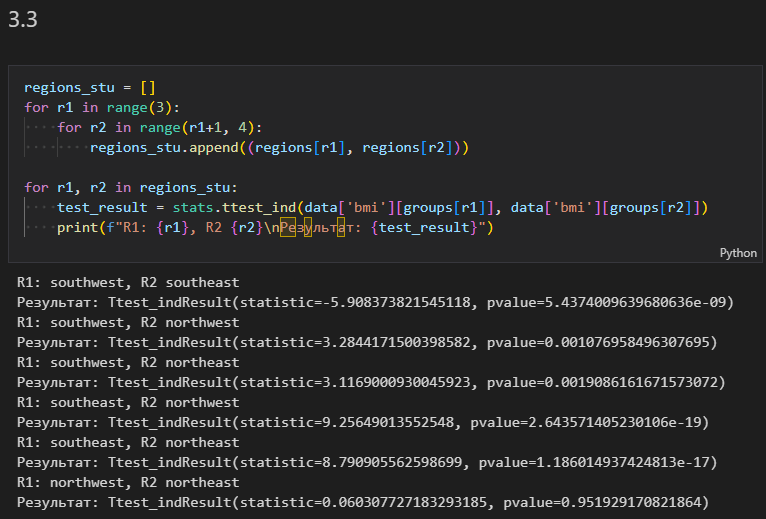 3.3
regions_stu = []
for r1 in range(3):
    for r2 in range(r1+1, 4):
        regions_stu.append((regions[r1], regions[r2]))
for r1, r2 in regions_stu:
    test_result = stats.ttest_ind(data['bmi'][groups[r1]], data['bmi'][groups[r2]])
    print(f"R1: {r1}, R2 {r2}\nРезультат: {test_result}")
Python
R1: southwest, R2 southeast
Результат: Ttest_indResult(statistic=-5.908373821545118, pvalue=5.4374009639680636e-09)
R1: southwest, R2 northwest
Результат: Ttest_indResult(statistic=3.2844171500398582, pvalue=0.001076958496307695)
R1: southwest, R2 northeast
Результат: Ttest_indResult(statistic=3.1169000930045923, pvalue=0.0019086161671573072)
R1: southeast, R2 northwest
Результат: Ttest_indResult(statistic=9.25649013552548, pvalue=2.643571405230106e-19)
R1: southeast, R2 northeast
Результат: Ttest_indResult(statistic=8.790905562598699, pvalue=1.186014937424813e-17)
R1: northwest, R2 northeast
Результат: Ttest_indResult(statistic=0.060307727183293185, pvalue=0.951929170821864)